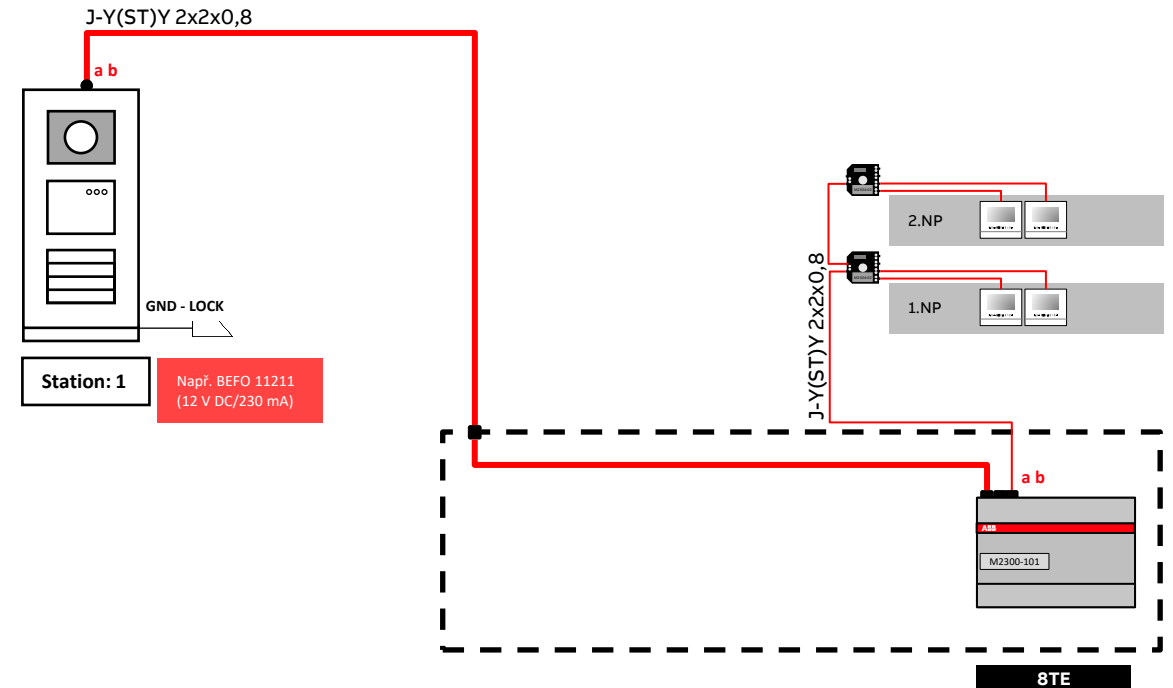 J-Y(ST)Y 2x2x0,8
a b
GND - LOCK
Station: 1
Např. BEFO 11211
(12 V DC/230 mA)
2.NP
1.NP
J-Y(ST)Y 2x2x0,8
a b
ABB
M2300-101
8TE